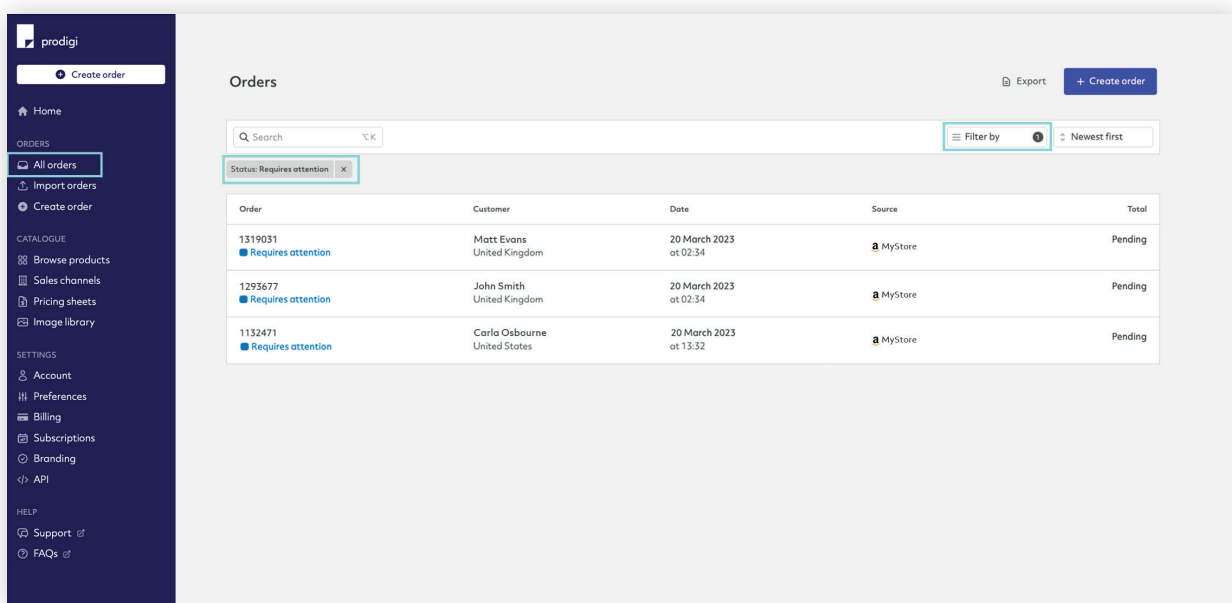 prodigi
Create order
Home
ORDERS
All orders
Import orders
Create order
CATALOGUE
Browse products
Sales channels
Pricing sheets
Image library
SETTINGS
Account
Preferences
Billing
Subscriptions
Branding
</> API
HELP
Support
FAQs
Orders
Export
+ Create order
Search ⌥K
Filter by 1
Newest first
Status: Requires attention ×
Order Customer Date Source Total
1319031 Matt Evans 20 March 2023 a MyStore Pending
Requires attention United Kingdom at 02:34
1293677 John Smith 20 March 2023 a MyStore Pending
Requires attention United Kingdom at 02:34
1132471 Carla Osbourne 20 March 2023 a MyStore Pending
Requires attention United States at 13:32